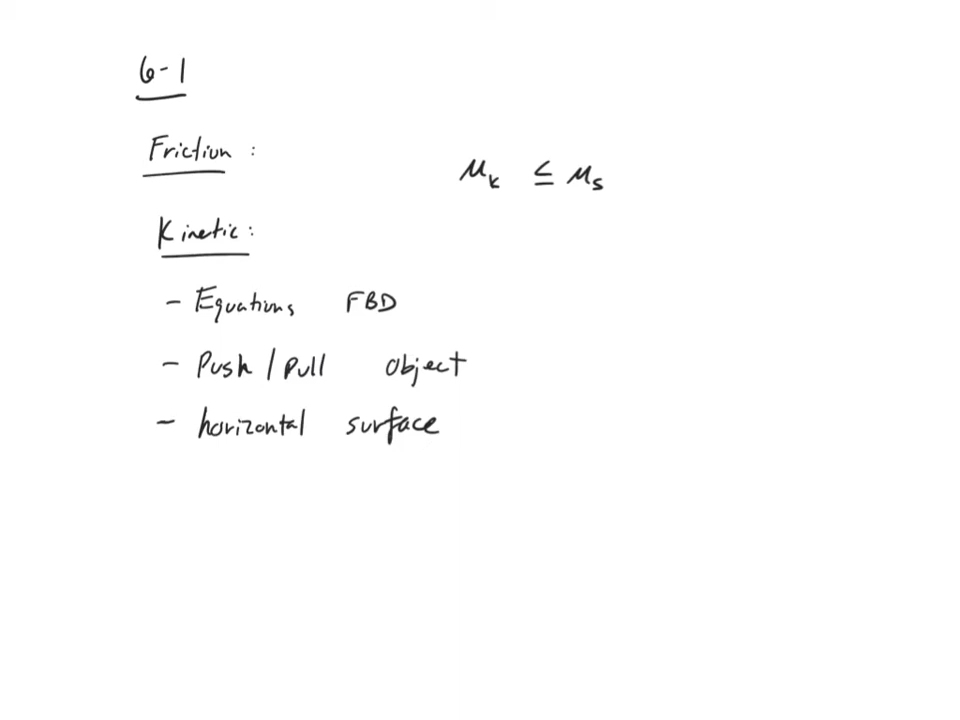 6-1
Friction :
μk ≤ μs
Kinetic :
- Equations FBD
- Push/Pull object
- horizontal surface